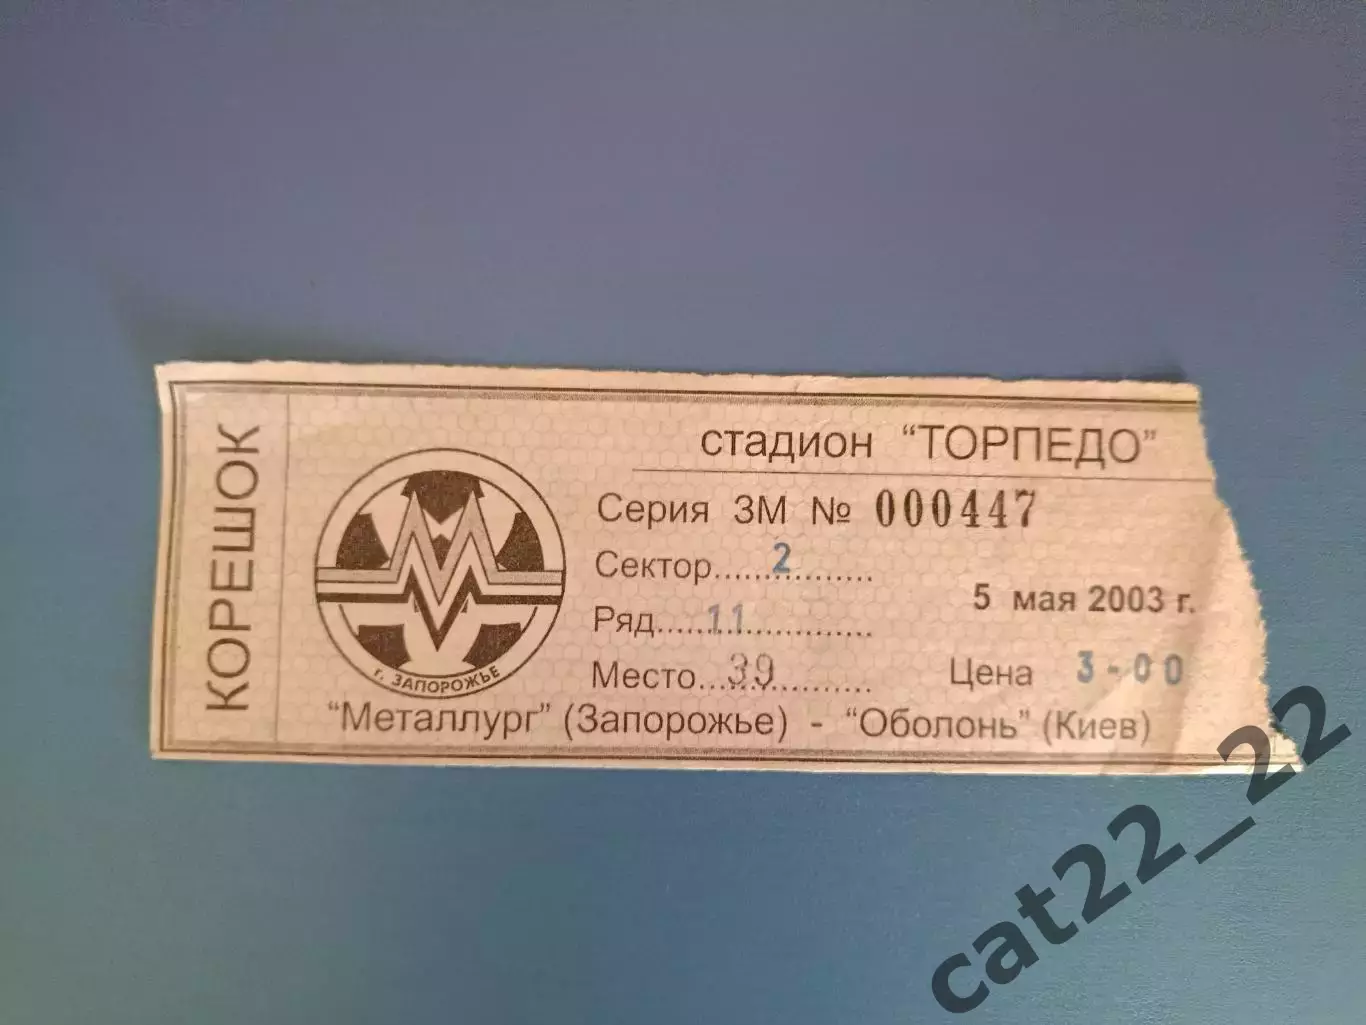 КОРЕШОК
г. ЗАПОРОЖЬЕ
стадион "ТОРПЕДО"
Серия ЗМ № 000447
Сектор....2............
Ряд.....11..............
Место..39...............
5 мая 2003 г.
Цена 3-00
"Металлург" (Запорожье) - "Оболонь" (Киев)
cat22_22